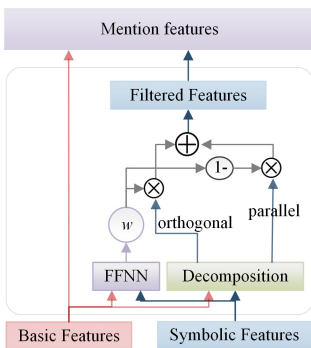 Mention features
Filtered Features
+
1-
×
×
w
orthogonal
parallel
FFNN
Decomposition
Basic Features
Symbolic Features